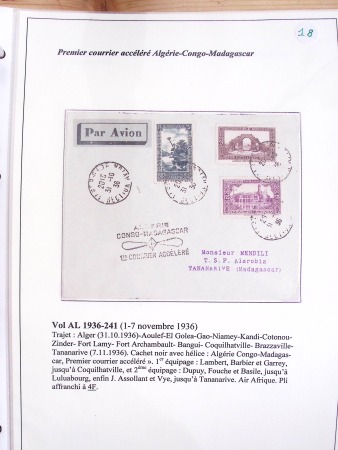 18
Premier courrier accéléré Algérie-Congo-Madagascar
Par Avion
ALGERIE
CONGO-MADAGASCAR
1er COURRIER ACCÉLÉRÉ
Monsieur MENDILI
T. S. F. Alarobia
TANANARIVE (Madagascar)
Vol AL 1936-241 (1-7 novembre 1936)
Trajet : Alger (31.10.1936)-Aoulef-El Golea-Gao-Niamey-Kandi-Cotonou-
Zinder- Fort Lamy- Fort Archambault- Bangui- Coquilhatville- Brazzaville-
Tananarive (7.11.1936). Cachet noir avec hélice : Algérie Congo-Madagas-
car, Premier courrier accéléré ». 1er équipage : Lambert, Barbier et Garrey,
jusqu'à Coquilhatville, et 2ème équipage : Dupuy, Fouche et Basile, jusqu'à
Luluabourg, enfin J. Assollant et Vye, jusqu'à Tananarive. Air Afrique. Pli
affranchi à 4F.